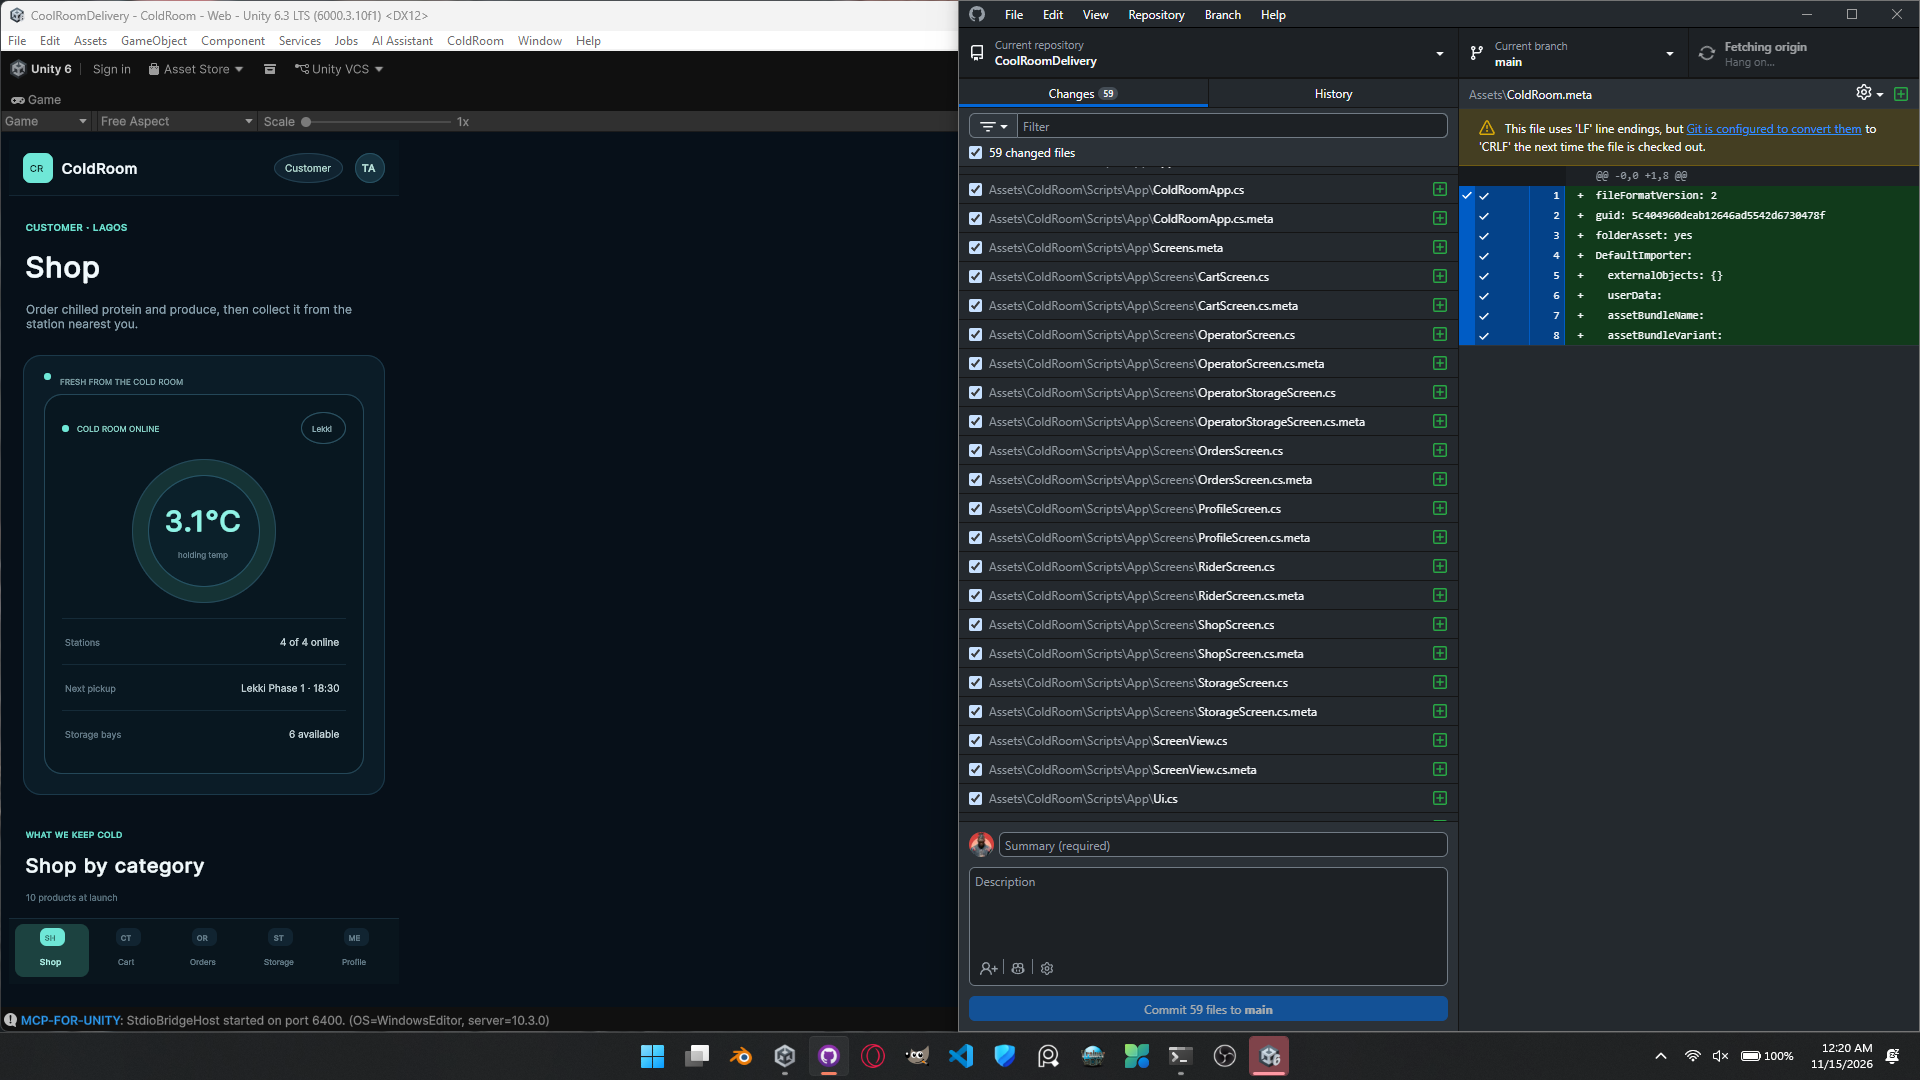 CoolRoomDelivery - ColdRoom - Web - Unity 6.3 LTS (6000.3.10f1) <DX12>
File Edit Assets GameObject Component Services Jobs AI Assistant ColdRoom Window Help
Unity 6 Sign in Asset Store Unity VCS
Game
Game Free Aspect Scale 1x
CR ColdRoom Customer TA
CUSTOMER · LAGOS
Shop
Order chilled protein and produce, then collect it from the
station nearest you.
FRESH FROM THE COLD ROOM
COLD ROOM ONLINE Lekki
3.1°C
holding temp
Stations 4 of 4 online
Next pickup Lekki Phase 1 · 18:30
Storage bays 6 available
WHAT WE KEEP COLD
Shop by category
10 products at launch
SH CT OR ST ME
Shop Cart Orders Storage Profile
MCP-FOR-UNITY: StdioBridgeHost started on port 6400. (OS=WindowsEditor, server=10.3.0)
File Edit View Repository Branch Help
Current repository
CoolRoomDelivery
Current branch
main
Fetching origin
Hang on...
Changes 59 History
Filter
59 changed files
Assets\ColdRoom\Scripts\App\ColdRoomApp.cs
Assets\ColdRoom\Scripts\App\ColdRoomApp.cs.meta
Assets\ColdRoom\Scripts\App\Screens.meta
Assets\ColdRoom\Scripts\App\Screens\CartScreen.cs
Assets\ColdRoom\Scripts\App\Screens\CartScreen.cs.meta
Assets\ColdRoom\Scripts\App\Screens\OperatorScreen.cs
Assets\ColdRoom\Scripts\App\Screens\OperatorScreen.cs.meta
Assets\ColdRoom\Scripts\App\Screens\OperatorStorageScreen.cs
Assets\ColdRoom\Scripts\App\Screens\OperatorStorageScreen.cs.meta
Assets\ColdRoom\Scripts\App\Screens\OrdersScreen.cs
Assets\ColdRoom\Scripts\App\Screens\OrdersScreen.cs.meta
Assets\ColdRoom\Scripts\App\Screens\ProfileScreen.cs
Assets\ColdRoom\Scripts\App\Screens\ProfileScreen.cs.meta
Assets\ColdRoom\Scripts\App\Screens\RiderScreen.cs
Assets\ColdRoom\Scripts\App\Screens\RiderScreen.cs.meta
Assets\ColdRoom\Scripts\App\Screens\ShopScreen.cs
Assets\ColdRoom\Scripts\App\Screens\ShopScreen.cs.meta
Assets\ColdRoom\Scripts\App\Screens\StorageScreen.cs
Assets\ColdRoom\Scripts\App\Screens\StorageScreen.cs.meta
Assets\ColdRoom\Scripts\App\ScreenView.cs
Assets\ColdRoom\Scripts\App\ScreenView.cs.meta
Assets\ColdRoom\Scripts\App\Ui.cs
Summary (required)
Description
Commit 59 files to main
Assets\ColdRoom.meta
This file uses 'LF' line endings, but Git is configured to convert them to
'CRLF' the next time the file is checked out.
@@ -0,0 +1,8 @@
1 + fileFormatVersion: 2
2 + guid: 5c404960deab12646ad5542d6730478f
3 + folderAsset: yes
4 + DefaultImporter:
5 + externalObjects: {}
6 + userData:
7 + assetBundleName:
8 + assetBundleVariant:
100%
12:20 AM
11/15/2026